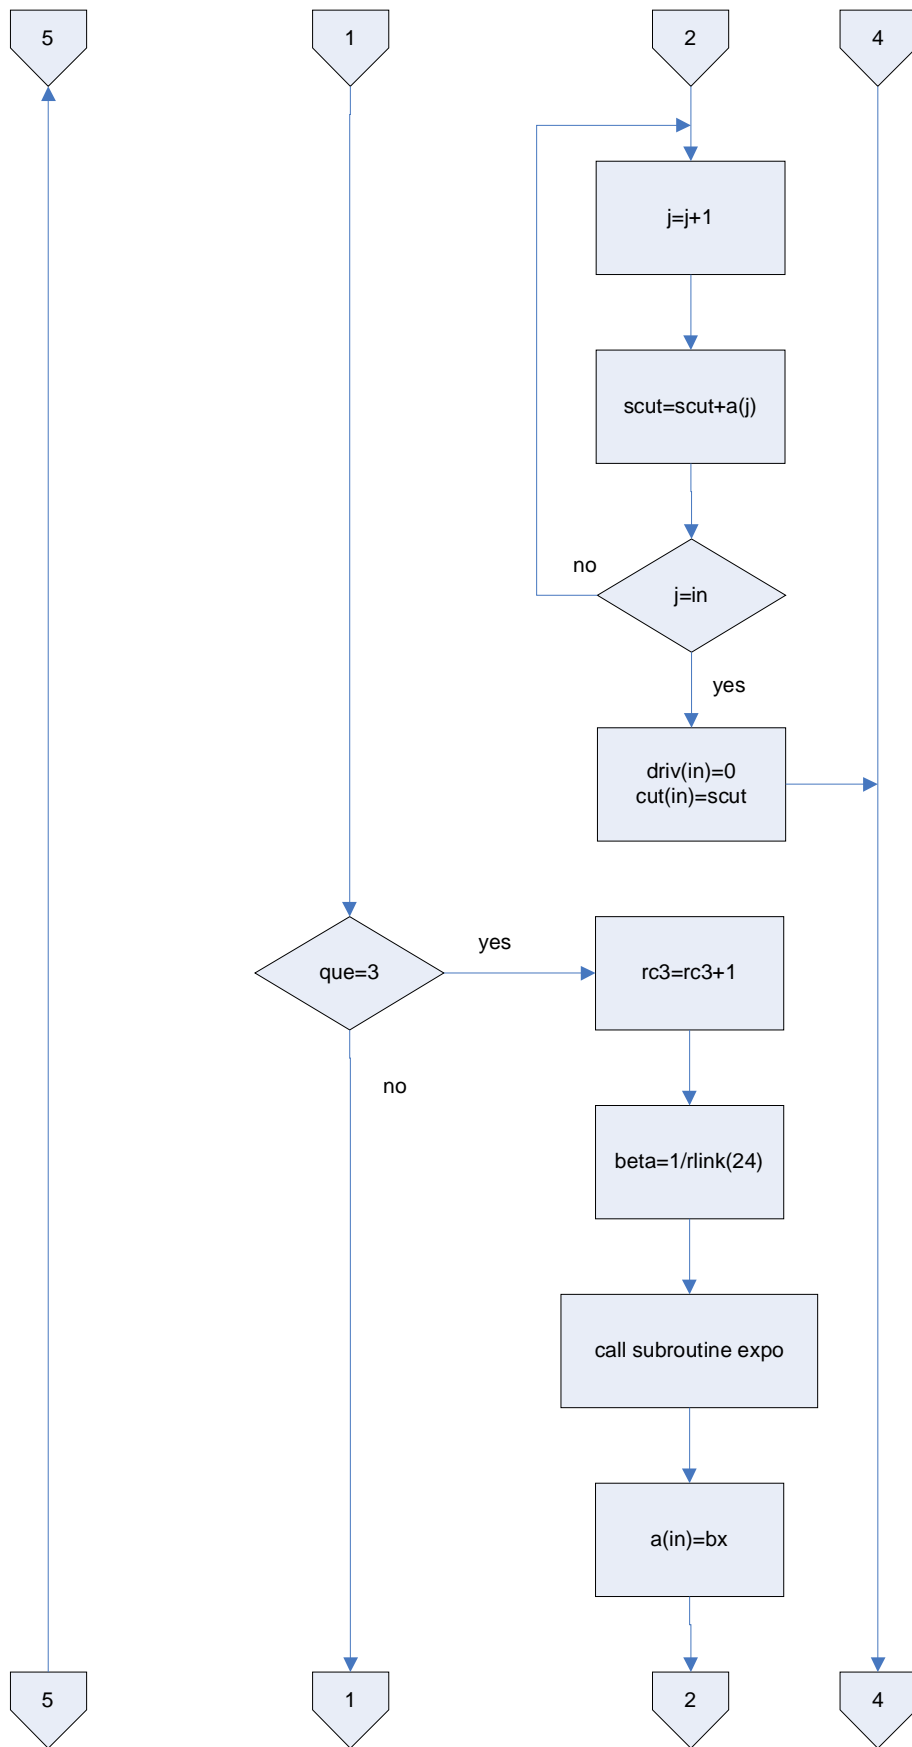 5
1
2
4
j=j+1
scut=scut+a(j)
no
j=in
yes
driv(in)=0
cut(in)=scut
que=3
yes
rc3=rc3+1
no
beta=1/rlink(24)
call subroutine expo
a(in)=bx
5
1
2
4